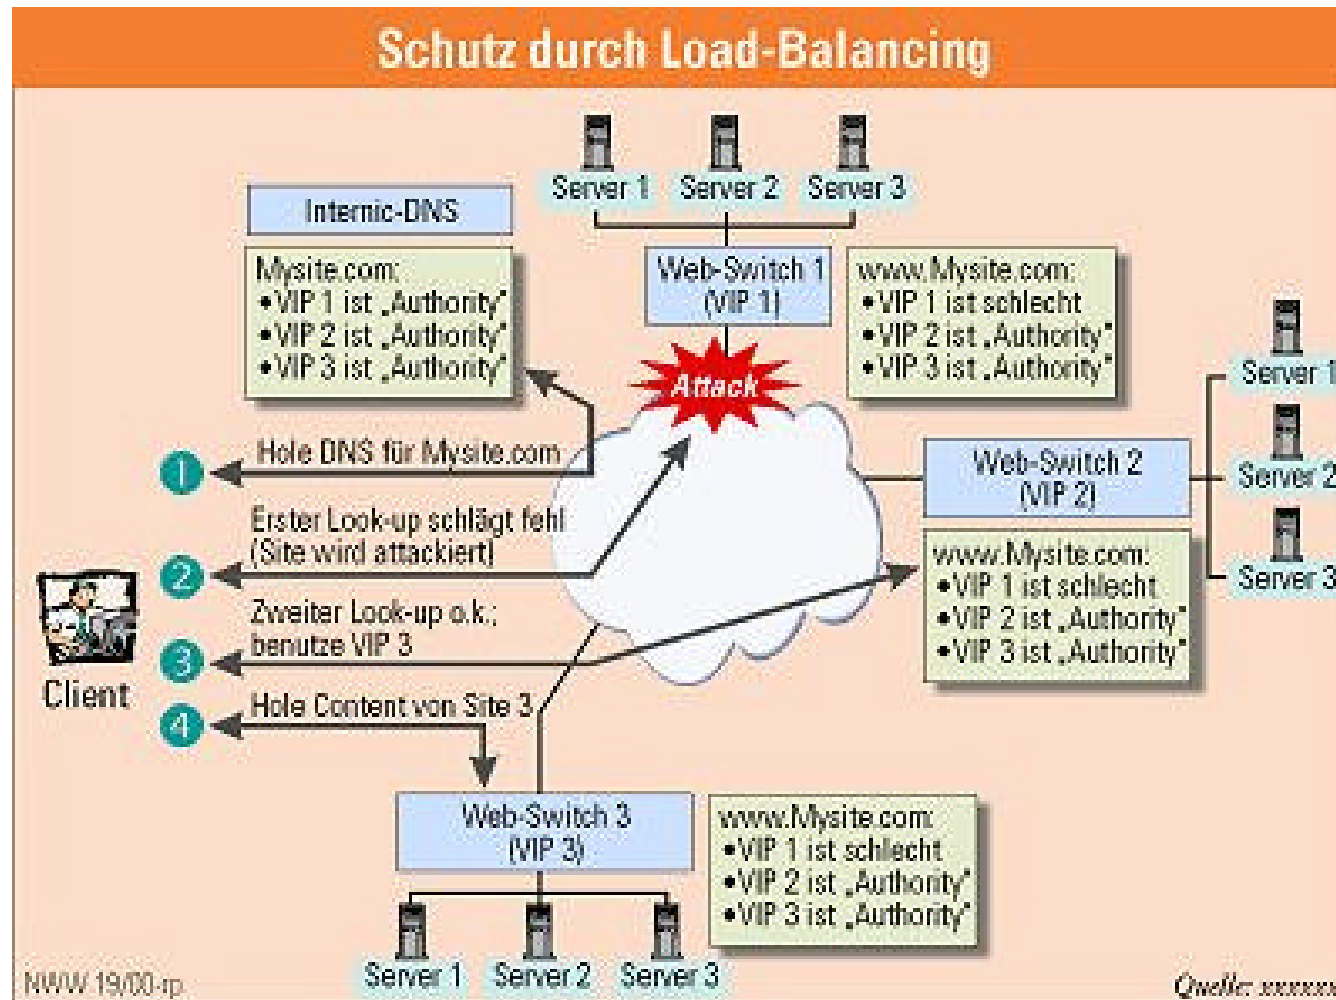 Schutz durch Load-Balancing
Server 1
Server 2
Server 3
Internic-DNS
Mysite.com:
•VIP 1 ist „Authority"
•VIP 2 ist „Authority"
•VIP 3 ist „Authority"
Web-Switch 1
(VIP 1)
www.Mysite.com:
•VIP 1 ist schlecht
•VIP 2 ist „Authority"
•VIP 3 ist „Authority"
Attack
Server 1
Server 2
Server 3
Web-Switch 2
(VIP 2)
www.Mysite.com:
•VIP 1 ist schlecht
•VIP 2 ist „Authority"
•VIP 3 ist „Authority"
1
Hole DNS für Mysite.com
2
Erster Look-up schlägt fehl
(Site wird attackiert)
3
Zweiter Look-up o.k.;
benutze VIP 3
Client
4
Hole Content von Site 3
Web-Switch 3
(VIP 3)
www.Mysite.com:
•VIP 1 ist schlecht
•VIP 2 ist „Authority"
•VIP 3 ist „Authority"
Server 1
Server 2
Server 3
NWW 19/00-rp
Quelle: xxxxxx